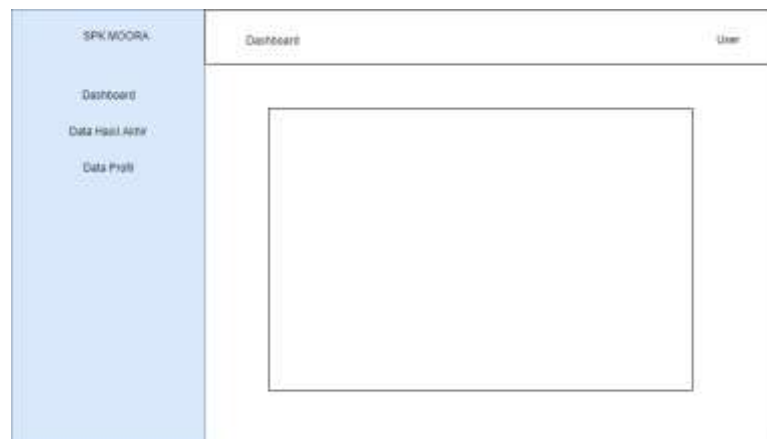 SPK MOORA
Dashboard
User
Dashboard
Data Hasil Akhir
Data Profil